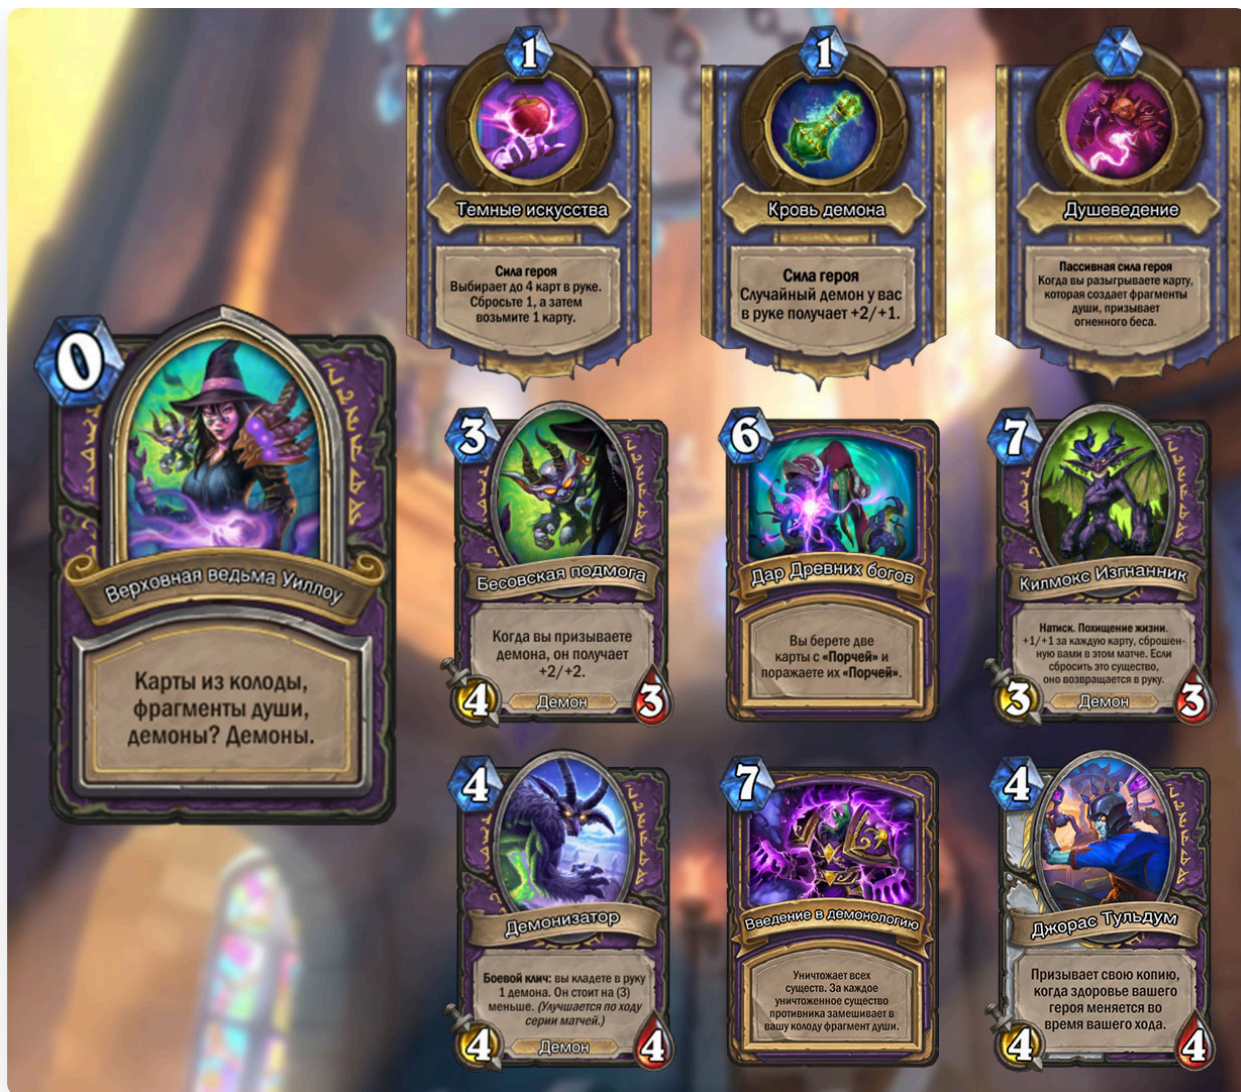 0
Верховная ведьма Уиллоу
Карты из колоды,
фрагменты души,
демоны? Демоны.
1
Темные искусства
Сила героя
Выбирает до 4 карт в руке.
Сбросьте 1, а затем
возьмите 1 карту.
1
Кровь демона
Сила героя
Случайный демон у вас
в руке получает +2/+1.
Душеведение
Пассивная сила героя
Когда вы разыгрываете карту,
которая создает фрагменты
души, призывает
огненного беса.
3
Бесовская подмога
Когда вы призываете
демона, он получает
+2/+2.
4
Демон
3
6
Дар Древних богов
Вы берете две
карты с «Порчей» и
поражаете их «Порчей».
7
Килмокс Изгнанник
Натиск. Похищение жизни.
+1/+1 за каждую карту, сброшен-
ную вами в этом матче. Если
сбросить это существо,
оно возвращается в руку.
3
Демон
3
4
Демонизатор
Боевой клич: вы кладете в руку
1 демона. Он стоит на (3)
меньше. (Улучшается по ходу
серии матчей.)
4
Демон
4
7
Введение в демонологию
Уничтожает всех
существ. За каждое
уничтоженное существо
противника замешивает в
вашу колоду фрагмент души.
4
Джорас Тульдум
Призывает свою копию,
когда здоровье вашего
героя меняется во
время вашего хода.
4
4